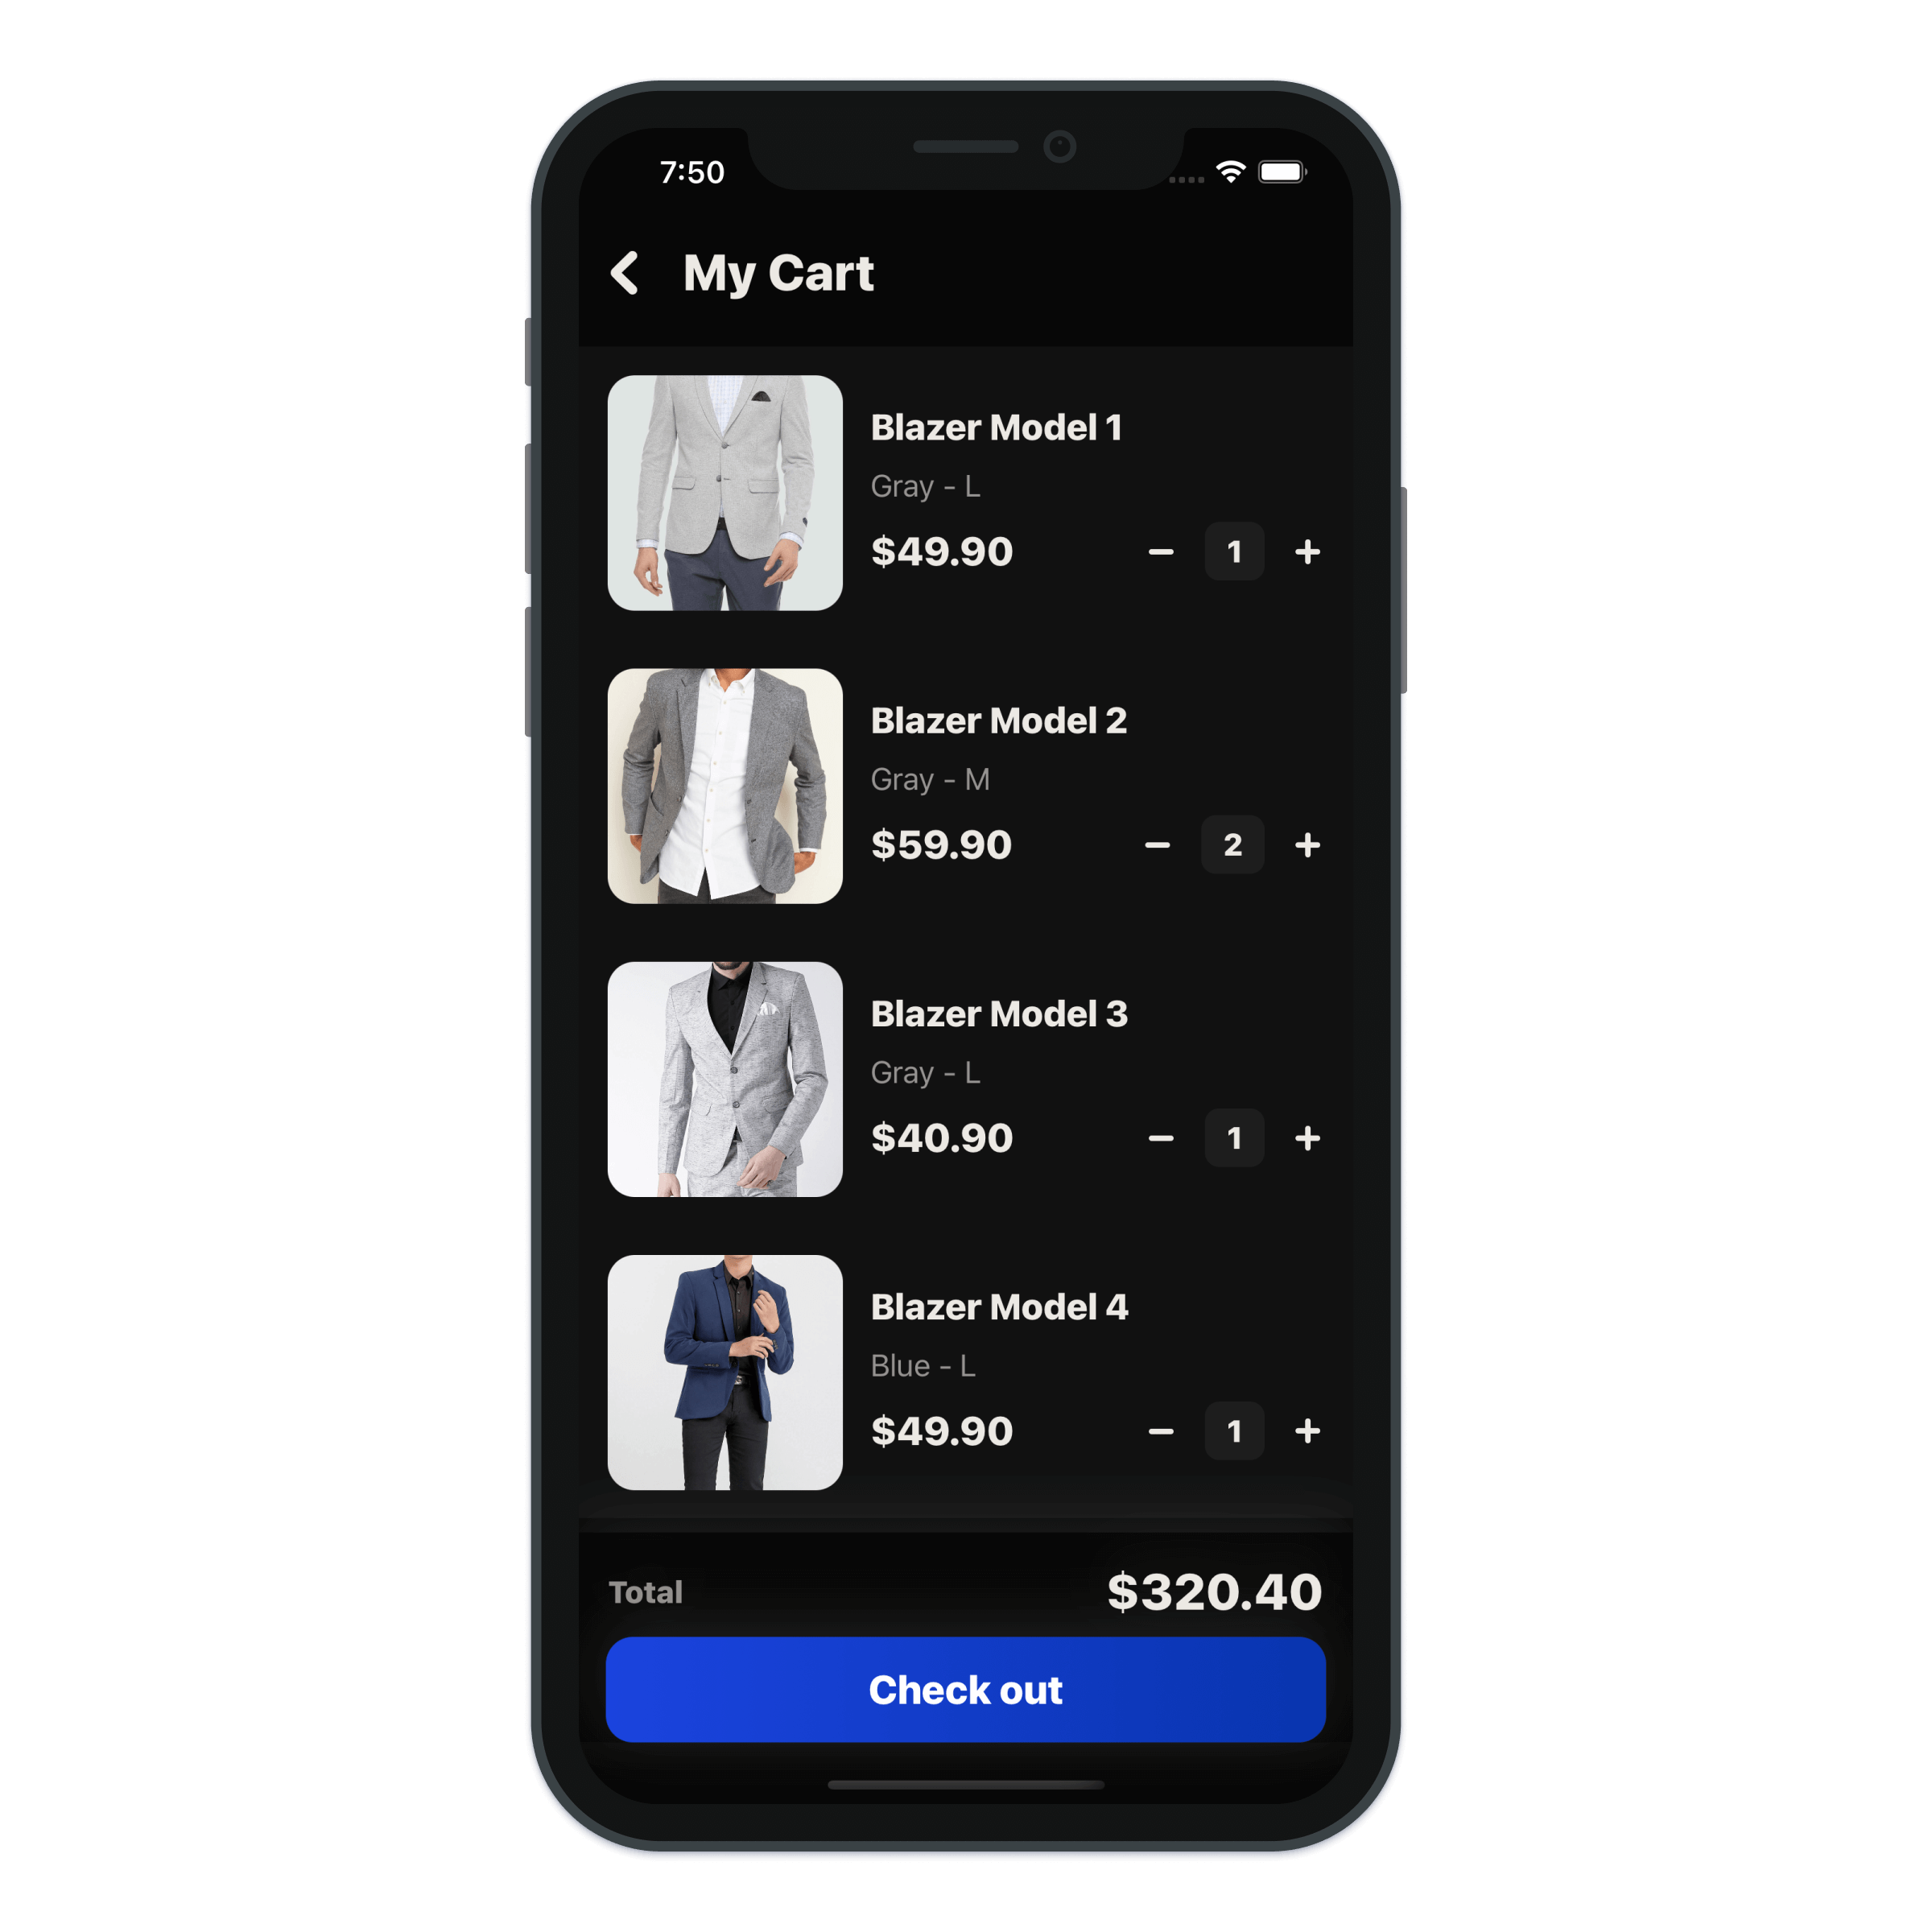 7:50
My Cart
Blazer Model 1
Gray - L
$49.90
− 1 +
Blazer Model 2
Gray - M
$59.90
− 2 +
Blazer Model 3
Gray - L
$40.90
− 1 +
Blazer Model 4
Blue - L
$49.90
− 1 +
Total
$320.40
Check out